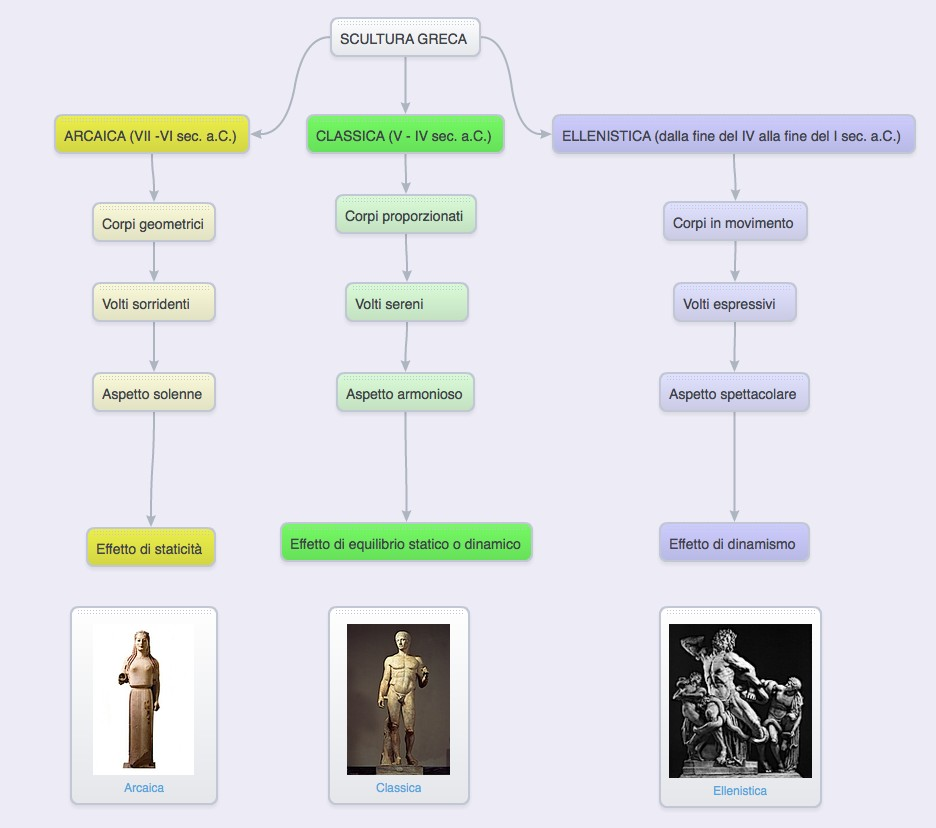 SCULTURA GRECA
ARCAICA (VII -VI sec. a.C.)
CLASSICA (V - IV sec. a.C.)
ELLENISTICA (dalla fine del IV alla fine del I sec. a.C.)
Corpi geometrici
Corpi proporzionati
Corpi in movimento
Volti sorridenti
Volti sereni
Volti espressivi
Aspetto solenne
Aspetto armonioso
Aspetto spettacolare
Effetto di staticità
Effetto di equilibrio statico o dinamico
Effetto di dinamismo
Arcaica
Classica
Ellenistica